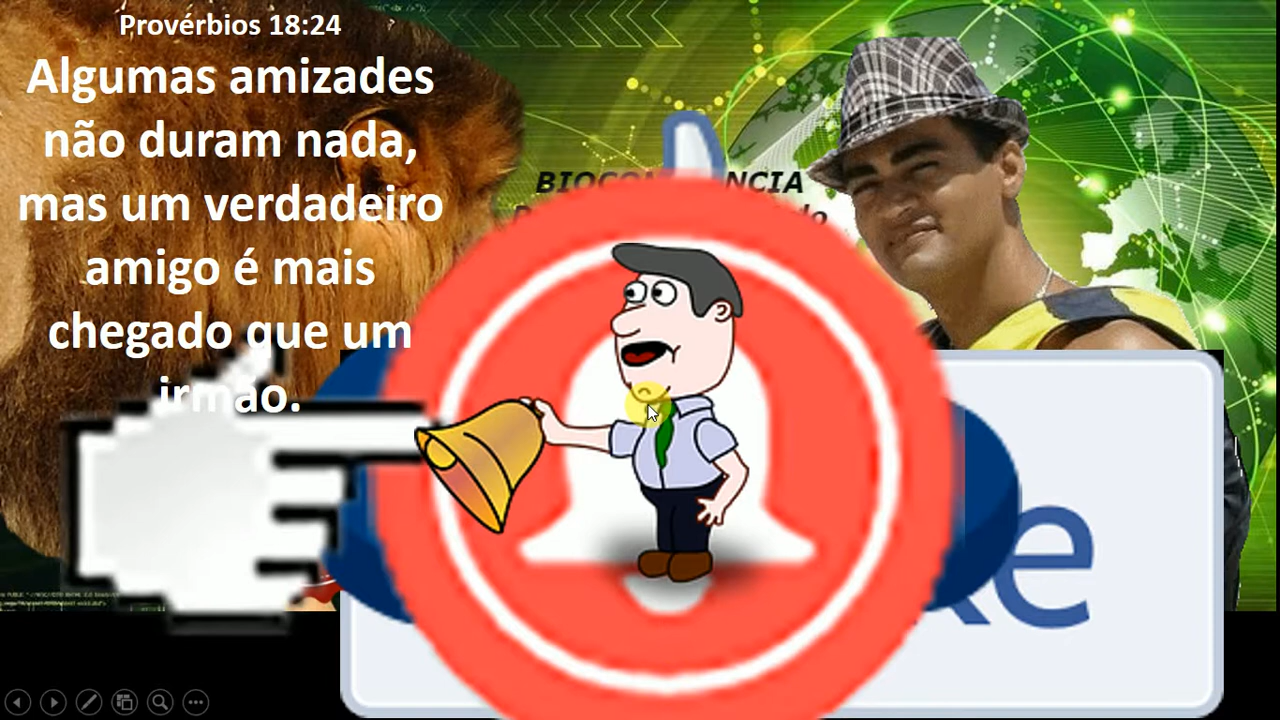 Provérbios 18:24
Algumas amizades
não duram nada,
mas um verdadeiro
amigo é mais
chegado que um
irmão.